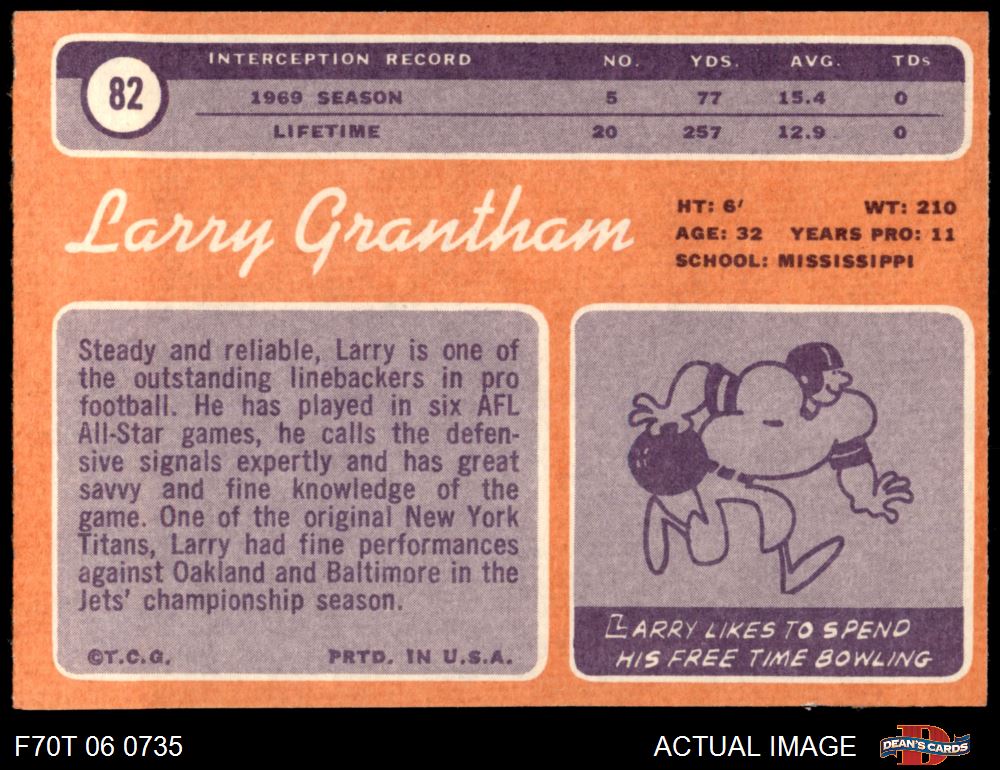 82
INTERCEPTION RECORD NO. YDS. AVG. TDs
1969 SEASON 5 77 15.4 0
LIFETIME 20 257 12.9 0
Larry Grantham
HT: 6' WT: 210
AGE: 32 YEARS PRO: 11
SCHOOL: MISSISSIPPI
Steady and reliable, Larry is one of
the outstanding linebackers in pro
football. He has played in six AFL
All-Star games, he calls the defen-
sive signals expertly and has great
savvy and fine knowledge of the
game. One of the original New York
Titans, Larry had fine performances
against Oakland and Baltimore in the
Jets' championship season.
©T.C.G. PRTD. IN U.S.A.
LARRY LIKES TO SPEND
HIS FREE TIME BOWLING
F70T 06 0735
ACTUAL IMAGE
D
DEAN'S CARDS